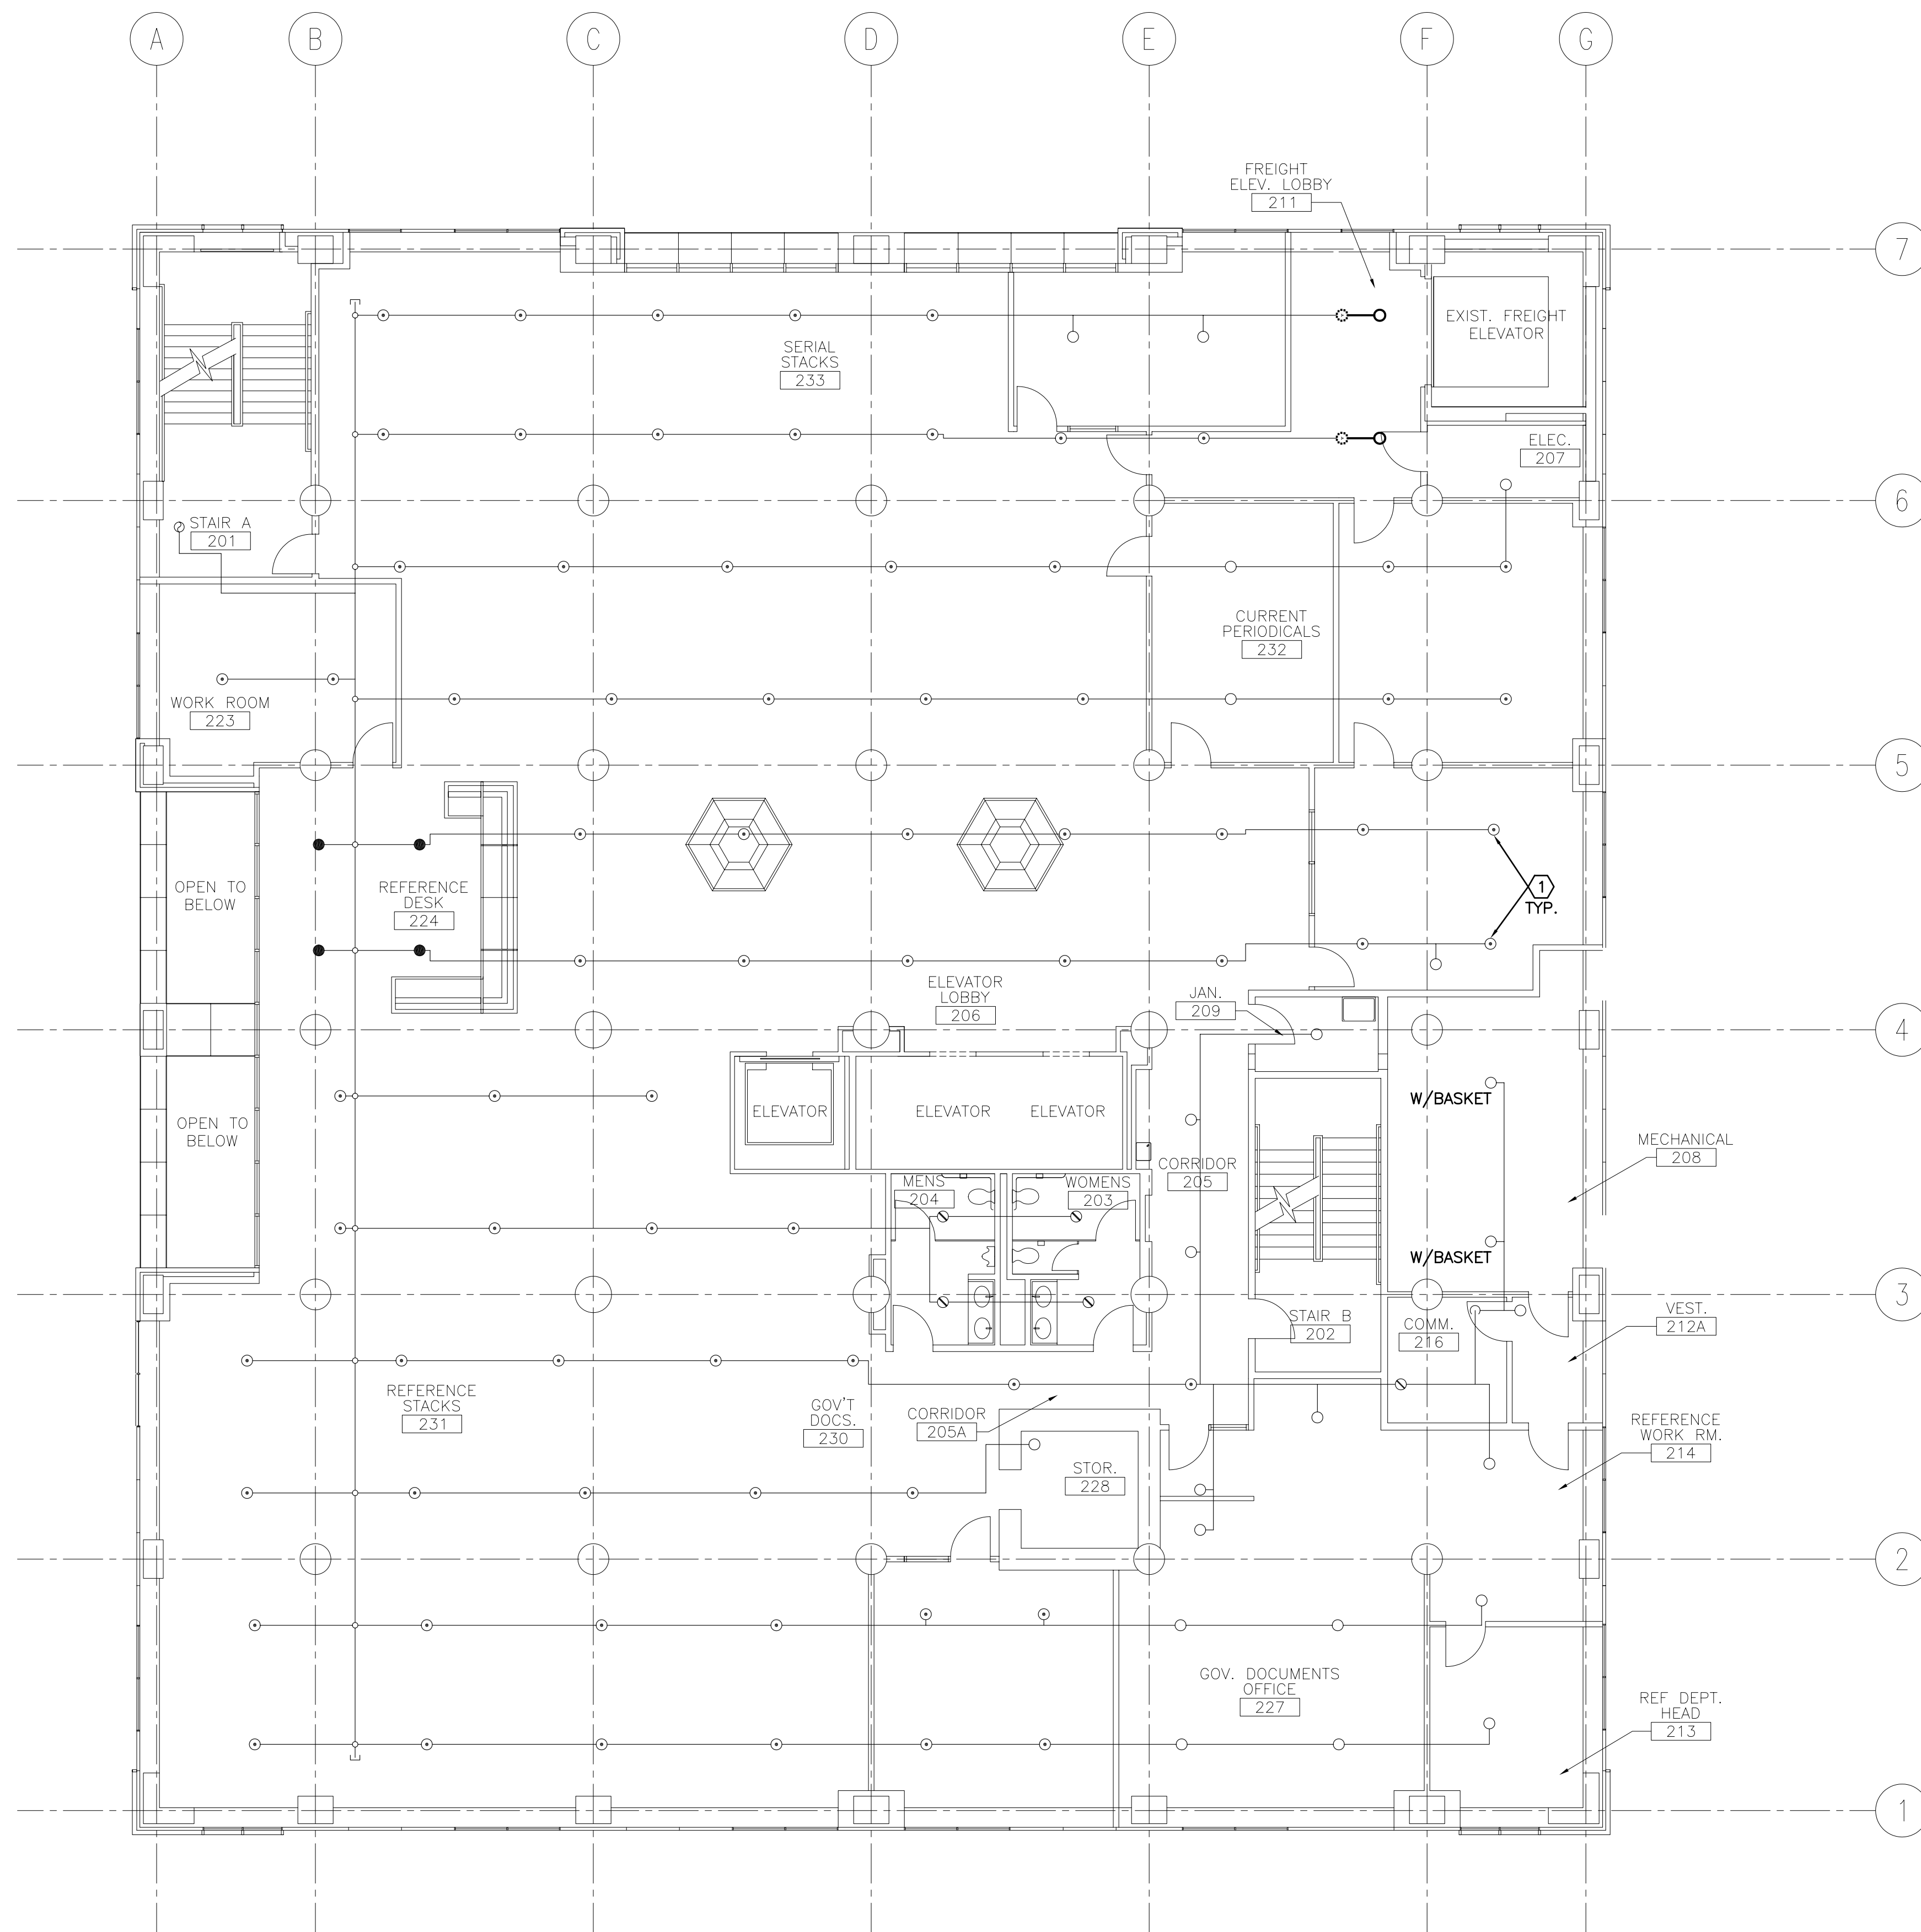 A
B
C
D
E
F
G
FREIGHT
ELEV. LOBBY
211
7
EXIST. FREIGHT
ELEVATOR
SERIAL
STACKS
233
ELEC.
207
6
STAIR A
201
CURRENT
PERIODICALS
232
WORK ROOM
223
5
OPEN TO
BELOW
REFERENCE
DESK
224
1
TYP.
ELEVATOR
LOBBY
206
JAN.
209
4
ELEVATOR
ELEVATOR
ELEVATOR
W/BASKET
OPEN TO
BELOW
MECHANICAL
208
CORRIDOR
205
MENS
204
WOMENS
203
W/BASKET
3
STAIR B
202
COMM.
216
VEST.
212A
REFERENCE
STACKS
231
GOV'T
DOCS.
230
CORRIDOR
205A
REFERENCE
WORK RM.
214
STOR.
228
2
GOV. DOCUMENTS
OFFICE
227
REF DEPT.
HEAD
213
1